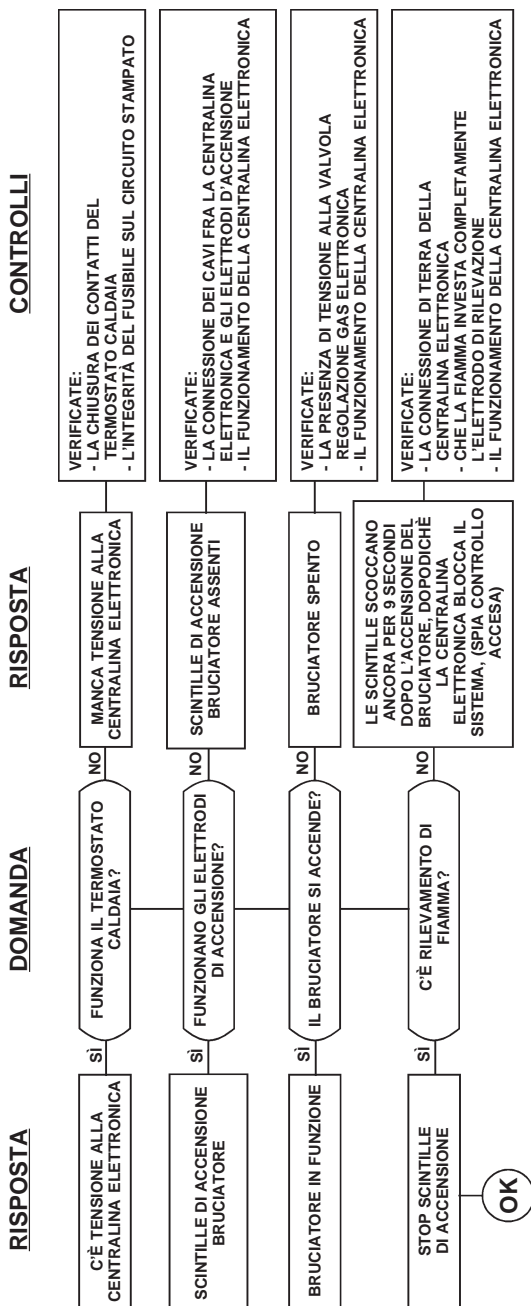 RISPOSTA
DOMANDA
RISPOSTA
CONTROLLI
C'È TENSIONE ALLA
CENTRALINA ELETTRONICA
SÌ
FUNZIONA IL TERMOSTATO
CALDAIA?
NO
MANCA TENSIONE ALLA
CENTRALINA ELETTRONICA
VERIFICATE:
- LA CHIUSURA DEI CONTATTI DEL
TERMOSTATO CALDAIA
- L'INTEGRITÀ DEL FUSIBILE SUL CIRCUITO STAMPATO
SCINTILLE DI ACCENSIONE
BRUCIATORE
SÌ
FUNZIONANO GLI ELETTRODI
DI ACCENSIONE?
NO
SCINTILLE DI ACCENSIONE
BRUCIATORE ASSENTI
VERIFICATE:
- LA CONNESSIONE DEI CAVI FRA LA CENTRALINA
ELETTRONICA E GLI ELETTRODI D'ACCENSIONE
- IL FUNZIONAMENTO DELLA CENTRALINA ELETTRONICA
BRUCIATORE IN FUNZIONE
SÌ
IL BRUCIATORE SI ACCENDE?
NO
BRUCIATORE SPENTO
VERIFICATE:
- LA PRESENZA DI TENSIONE ALLA VALVOLA
REGOLAZIONE GAS ELETTRONICA
- IL FUNZIONAMENTO DELLA CENTRALINA ELETTRONICA
STOP SCINTILLE
DI ACCENSIONE
SÌ
C'È RILEVAMENTO DI
FIAMMA?
NO
LE SCINTILLE SCOCCANO
ANCORA PER 9 SECONDI
DOPO L'ACCENSIONE DEL
BRUCIATORE, DOPODICHÈ
LA CENTRALINA
ELETTRONICA BLOCCA IL
SISTEMA, (SPIA CONTROLLO
ACCESA)
VERIFICATE:
- LA CONNESSIONE DI TERRA DELLA
CENTRALINA ELETTRONICA
- CHE LA FIAMMA INVESTA COMPLETAMENTE
L'ELETTRODO DI RILEVAZIONE
- IL FUNZIONAMENTO DELLA CENTRALINA ELETTRONICA
OK